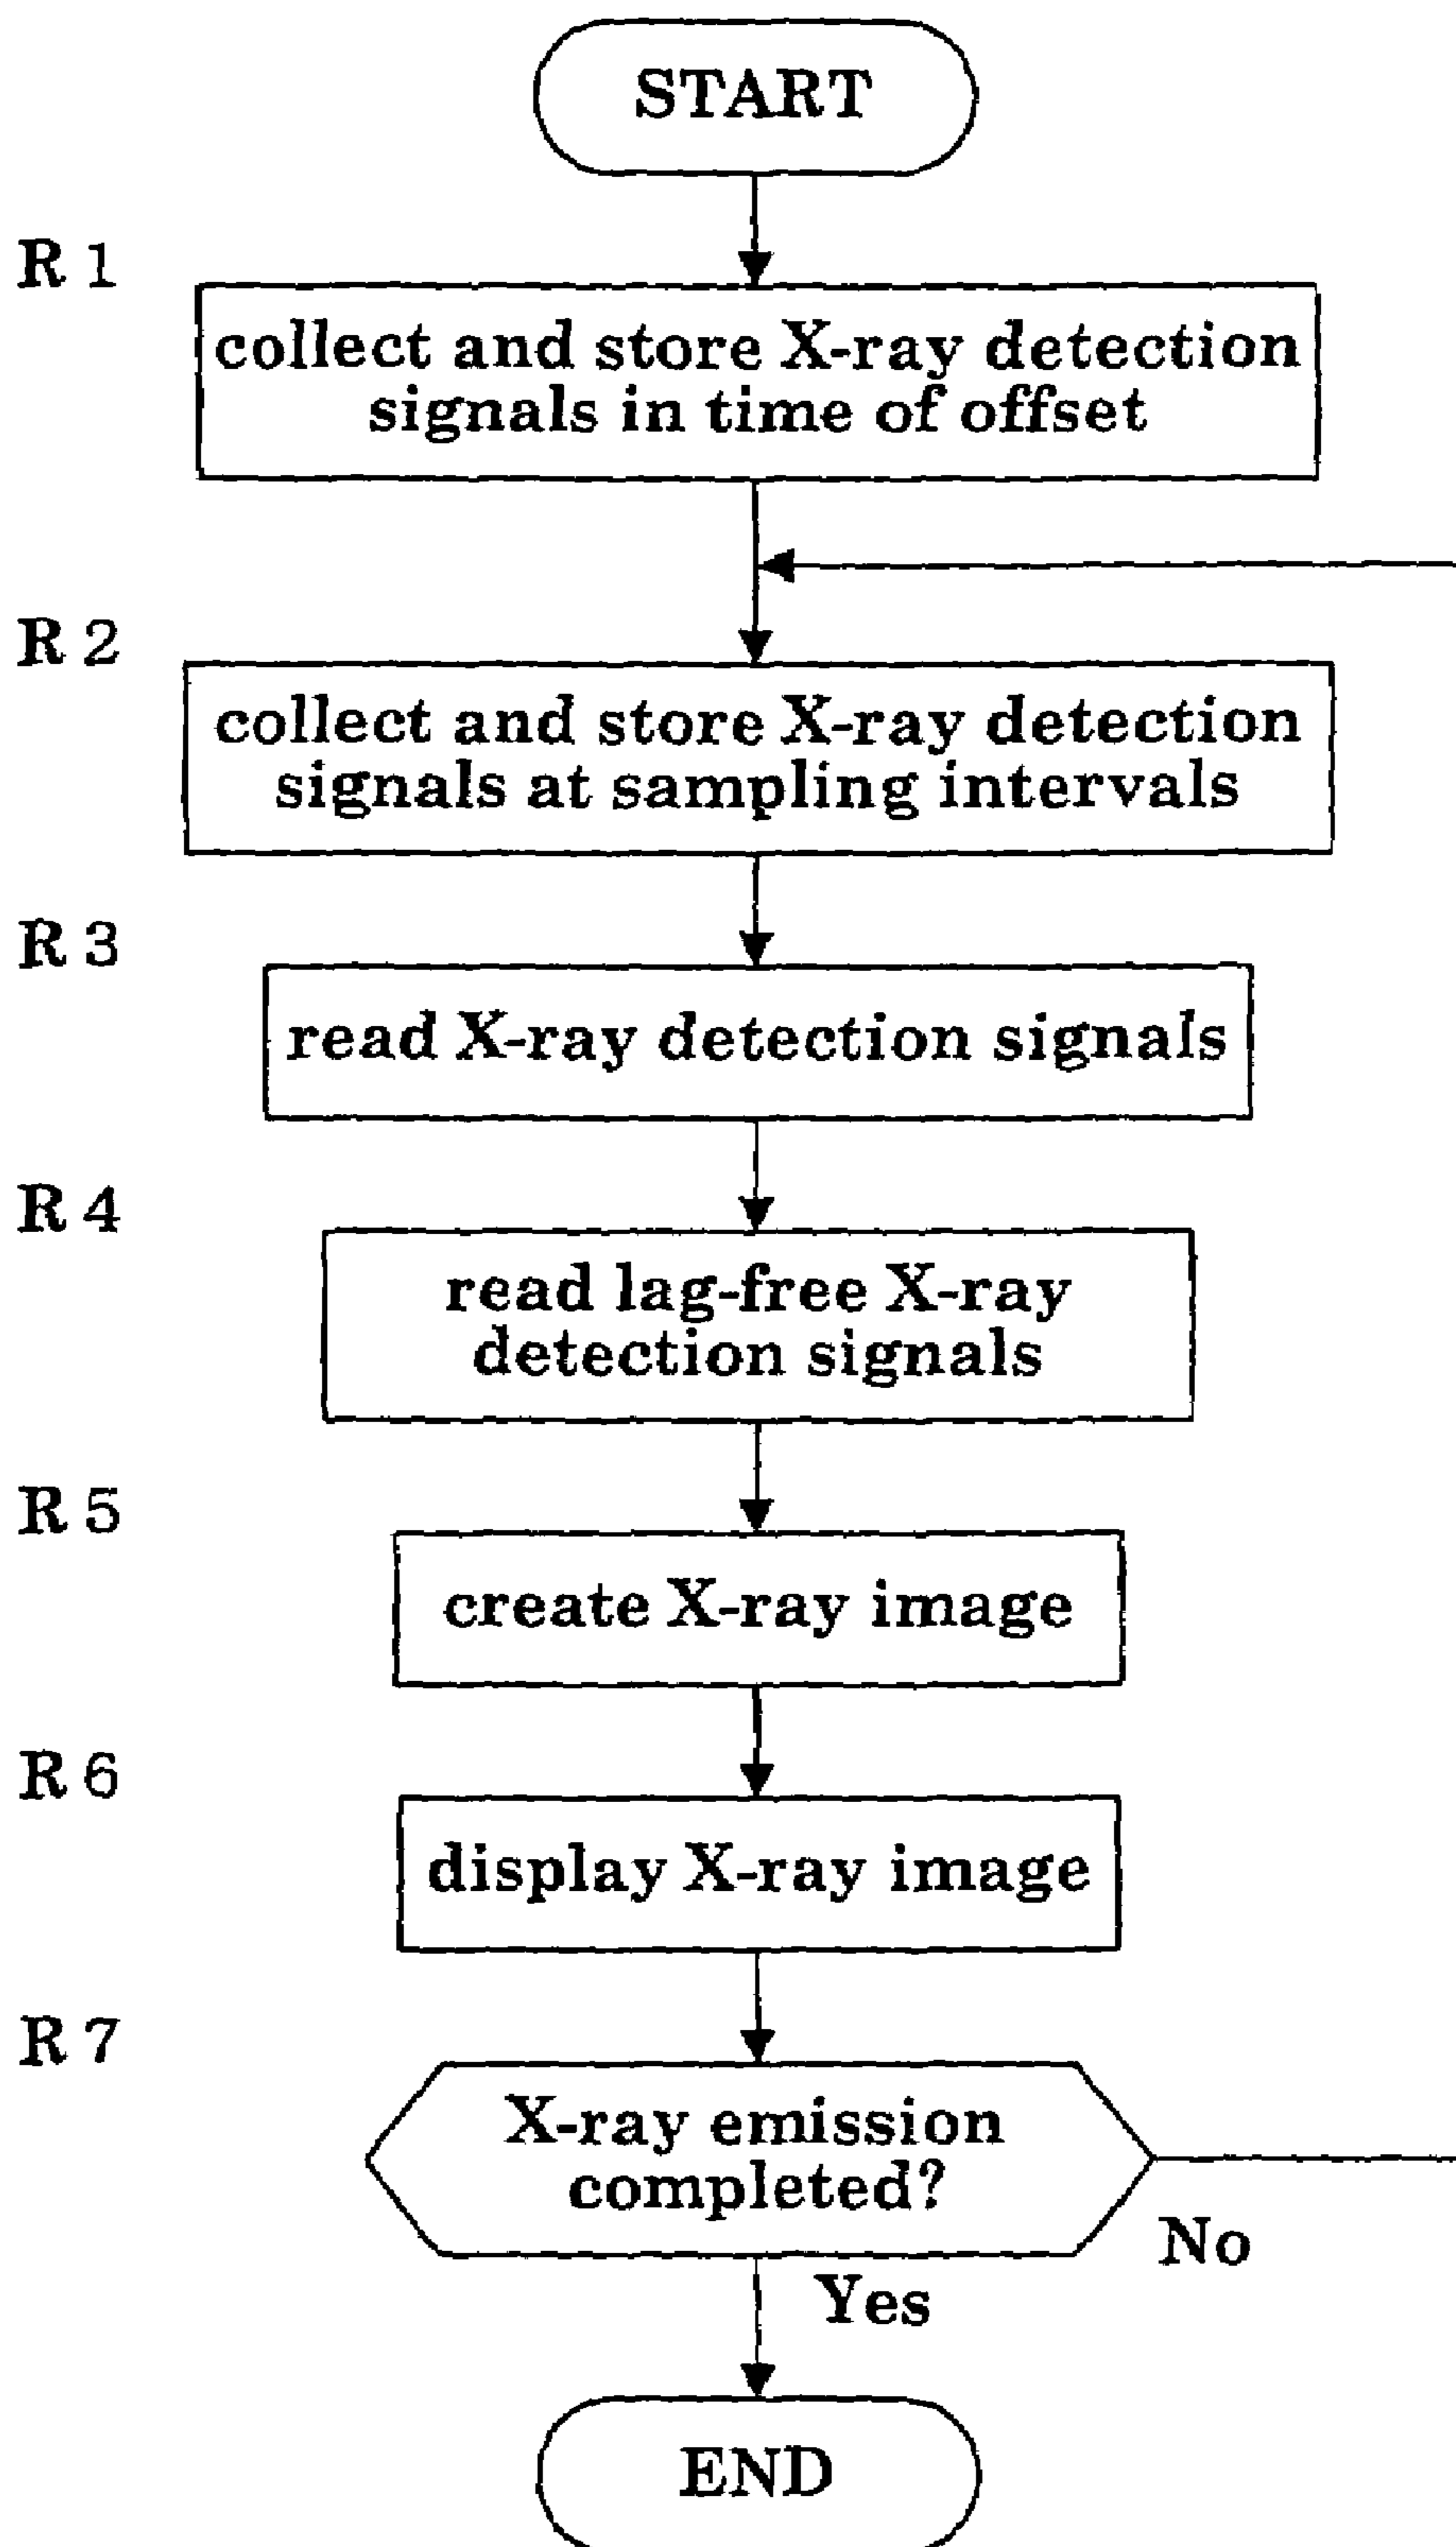 START
R 1
collect and store X-ray detection
signals in time of offset
R 2
collect and store X-ray detection
signals at sampling intervals
R 3
read X-ray detection signals
R 4
read lag-free X-ray
detection signals
R 5
create X-ray image
R 6
display X-ray image
R 7
X-ray emission
completed?
No
Yes
END